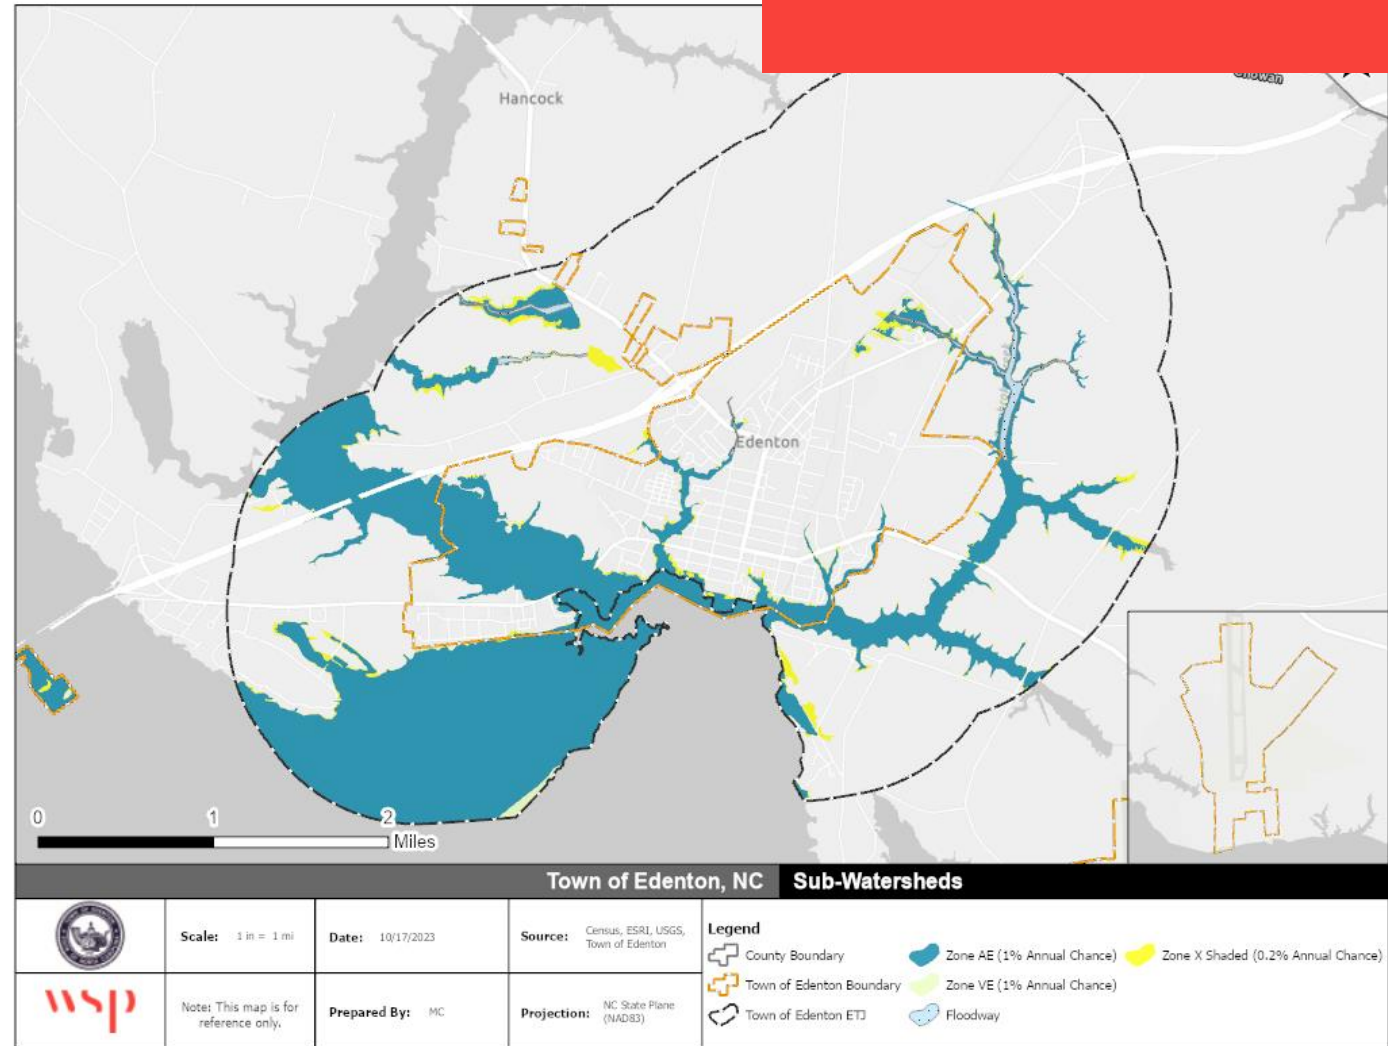 Hancock
Chowan
Edenton
0 1 2
Miles
Town of Edenton, NC Sub-Watersheds
Scale: 1 in = 1 mi
Date: 10/17/2023
Source: Census, ESRI, USGS,
Town of Edenton
wsp
Note: This map is for
reference only.
Prepared By: MC
Projection: NC State Plane
(NAD83)
Legend
County Boundary
Town of Edenton Boundary
Town of Edenton ETJ
Zone AE (1% Annual Chance)
Zone VE (1% Annual Chance)
Floodway
Zone X Shaded (0.2% Annual Chance)